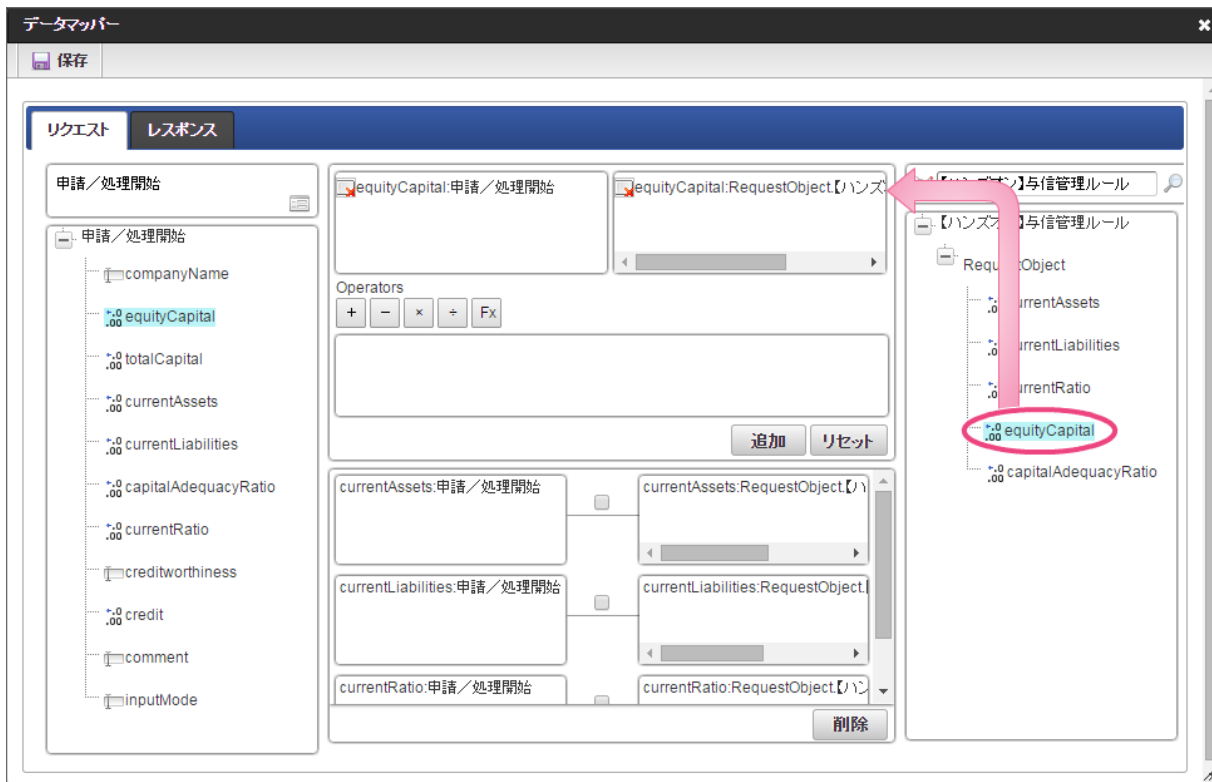 データマッパー
保存
リクエスト
レスポンス
申請／処理開始
申請／処理開始
companyName
equityCapital
totalCapital
currentAssets
currentLiabilities
capitalAdequacyRatio
currentRatio
creditworthiness
credit
comment
inputMode
equityCapital:申請／処理開始
equityCapital:RequestObject.【ハンズ
Operators
+ − × ÷ Fx
追加
リセット
currentAssets:申請／処理開始
currentAssets:RequestObject.【ハ
currentLiabilities:申請／処理開始
currentLiabilities:RequestObject.
currentRatio:申請／処理開始
currentRatio:RequestObject.【ハン
削除
与信管理ルール
与信管理ルール
equityCapital
capitalAdequacyRatio